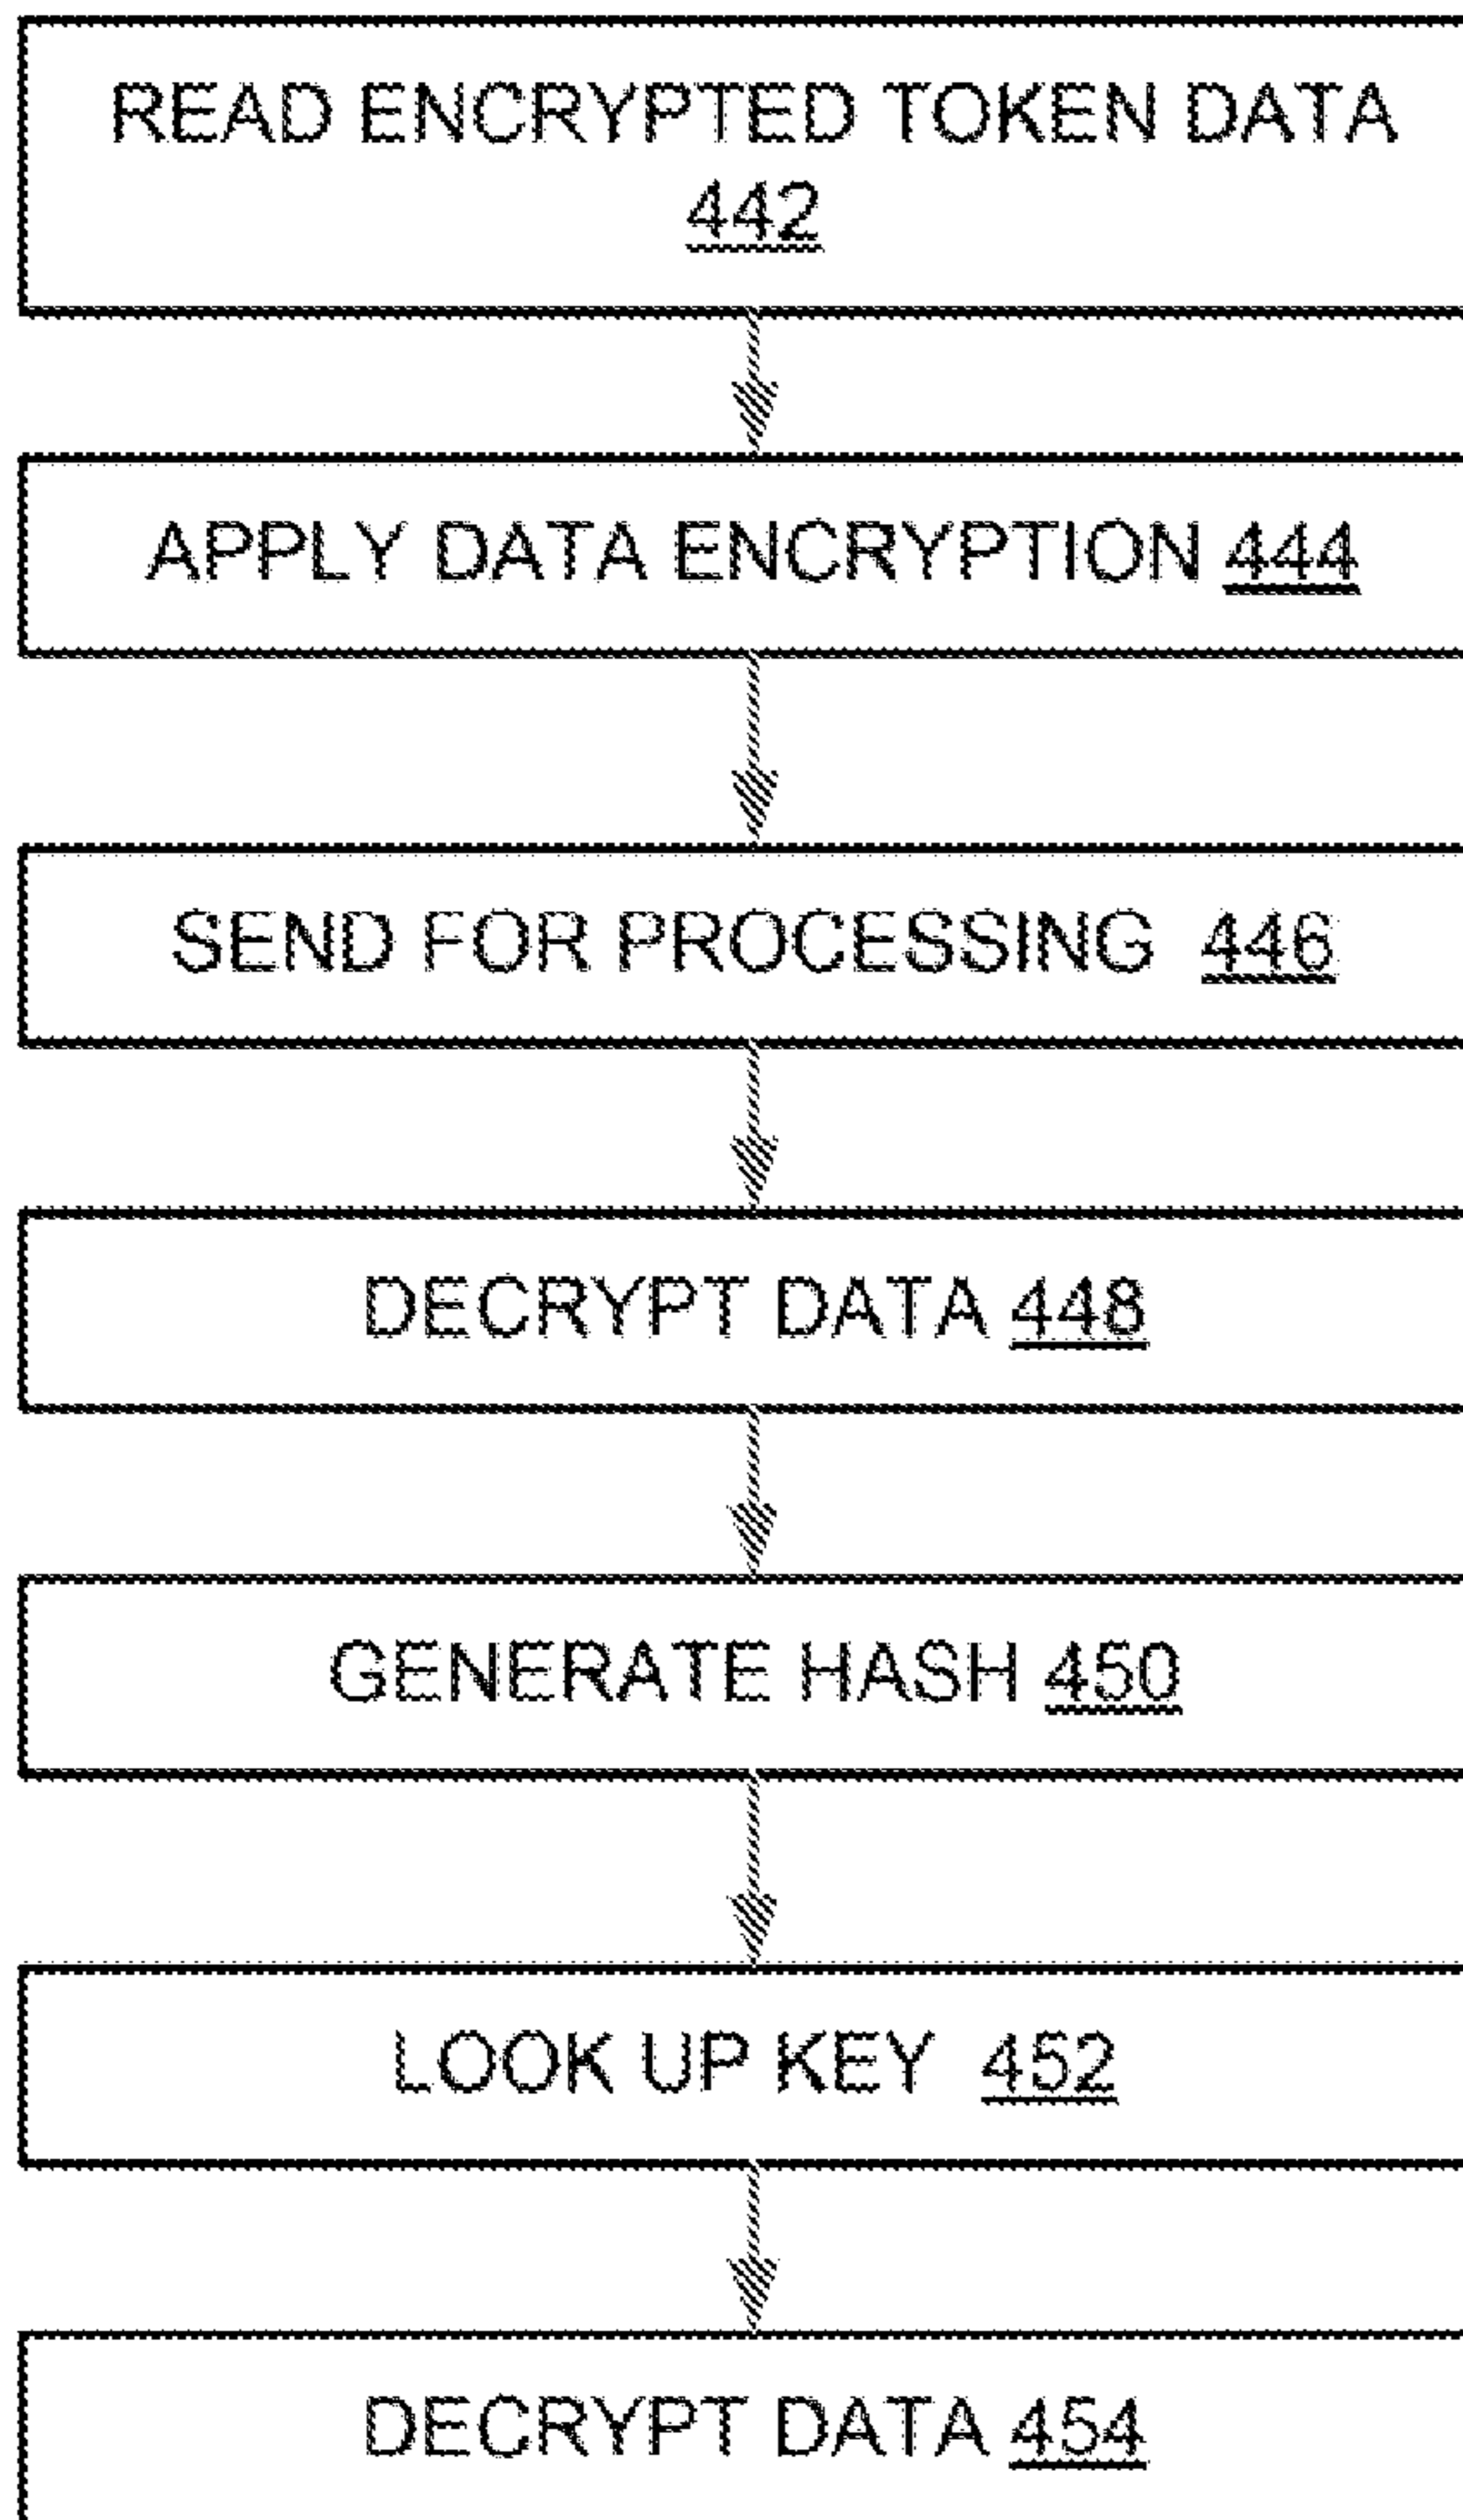 READ ENCRYPTED TOKEN DATA
442
APPLY DATA ENCRYPTION 444
SEND FOR PROCESSING 446
DECRYPT DATA 448
GENERATE HASH 450
LOOK UP KEY 452
DECRYPT DATA 454